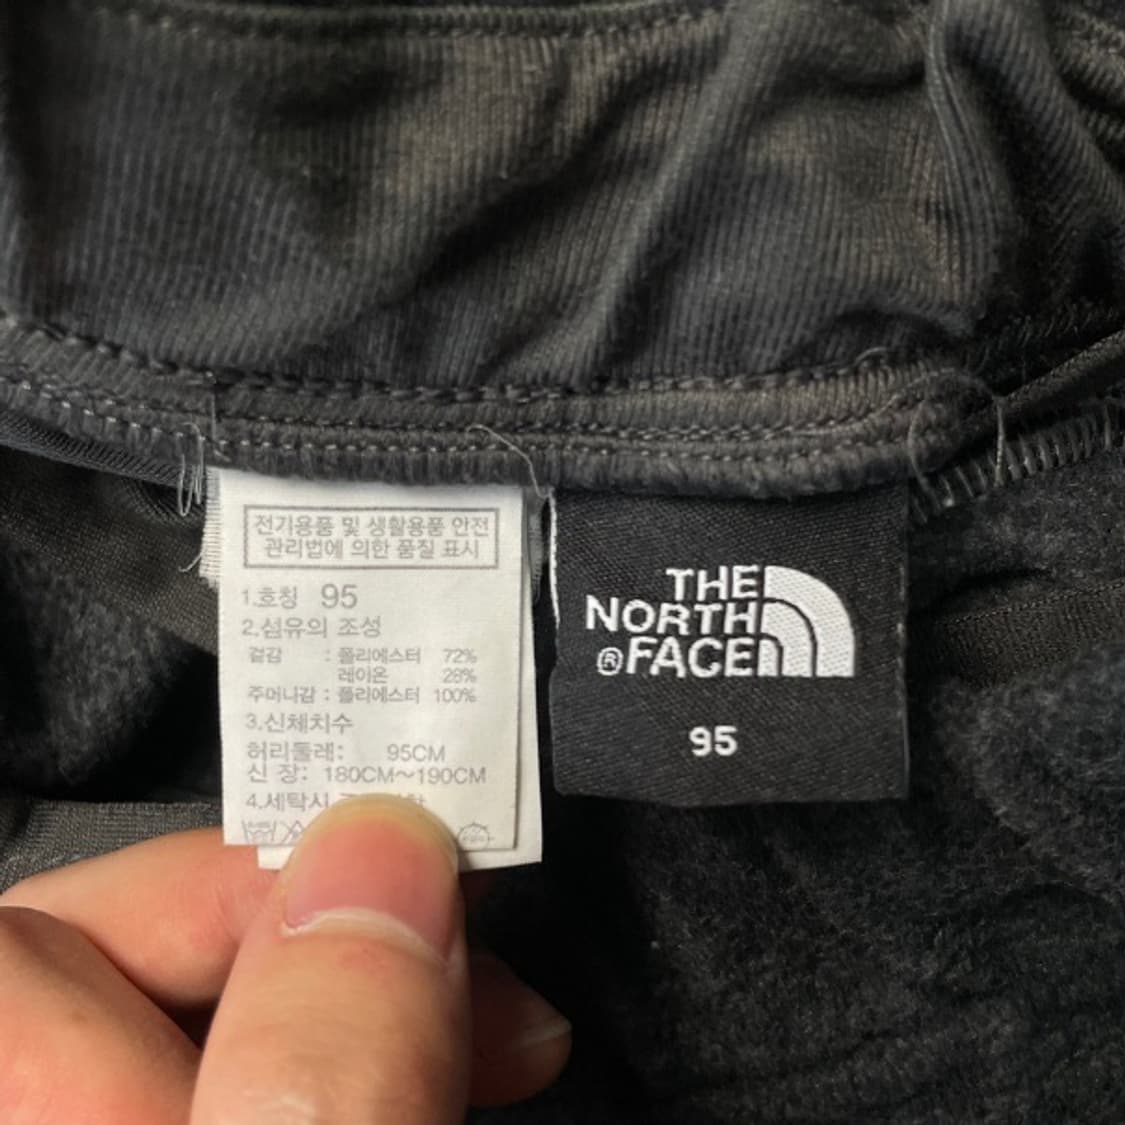 전기용품 및 생활용품 안전
관리법에 의한 품질 표시
1.호칭 95
2.섬유의 조성
겉감 : 폴리에스터 72%
레이온 28%
주머니감 : 폴리에스터 100%
3.신체치수
허리둘레: 95CM
신 장: 180CM~190CM
4.세탁시
THE
NORTH
®FACE
95